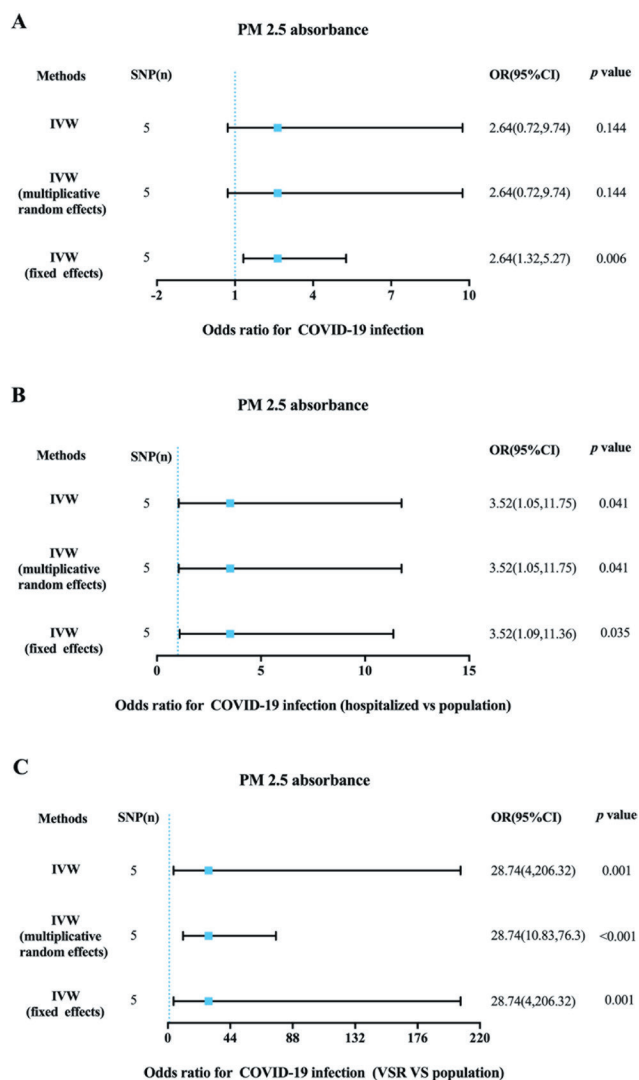 A
PM 2.5 absorbance
Methods SNP(n) OR(95%CI) p value
IVW 5 2.64(0.72,9.74) 0.144
IVW
(multiplicative
random effects) 5 2.64(0.72,9.74) 0.144
IVW
(fixed effects) 5 2.64(1.32,5.27) 0.006
-2 1 4 7 10
Odds ratio for COVID-19 infection
B
PM 2.5 absorbance
Methods SNP(n) OR(95%CI) p value
IVW 5 3.52(1.05,11.75) 0.041
IVW
(multiplicative
random effects) 5 3.52(1.05,11.75) 0.041
IVW
(fixed effects) 5 3.52(1.09,11.36) 0.035
0 5 10 15
Odds ratio for COVID-19 infection (hospitalized vs population)
C
PM 2.5 absorbance
Methods SNP(n) OR(95%CI) p value
IVW 5 28.74(4,206.32) 0.001
IVW
(multiplicative
random effects) 5 28.74(10.83,76.3) <0.001
IVW
(fixed effects) 5 28.74(4,206.32) 0.001
0 44 88 132 176 220
Odds ratio for COVID-19 infection (VSR VS population)